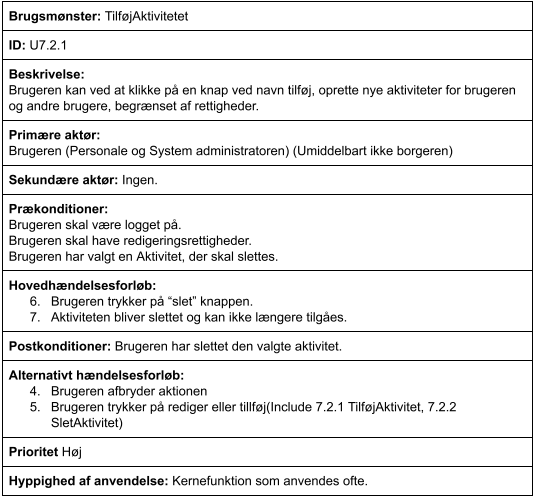 Brugsmønster: TilføjAktivitetet
ID: U7.2.1
Beskrivelse:
Brugeren kan ved at klikke på en knap ved navn tilføj, oprette nye aktiviteter for brugeren
og andre brugere, begrænset af rettigheder.
Primære aktør:
Brugeren (Personale og System administratoren) (Umiddelbart ikke borgeren)
Sekundære aktør: Ingen.
Prækonditioner:
Brugeren skal være logget på.
Brugeren skal have redigeringsrettigheder.
Brugeren har valgt en Aktivitet, der skal slettes.
Hovedhændelsesforløb:
6. Brugeren trykker på “slet” knappen.
7. Aktiviteten bliver slettet og kan ikke længere tilgåes.
Postkonditioner: Brugeren har slettet den valgte aktivitet.
Alternativt hændelsesforløb:
4. Brugeren afbryder aktionen
5. Brugeren trykker på rediger eller tillføj(Include 7.2.1 TilføjAktivitet, 7.2.2
SletAktivitet)
Prioritet Høj
Hyppighed af anvendelse: Kernefunktion som anvendes ofte.